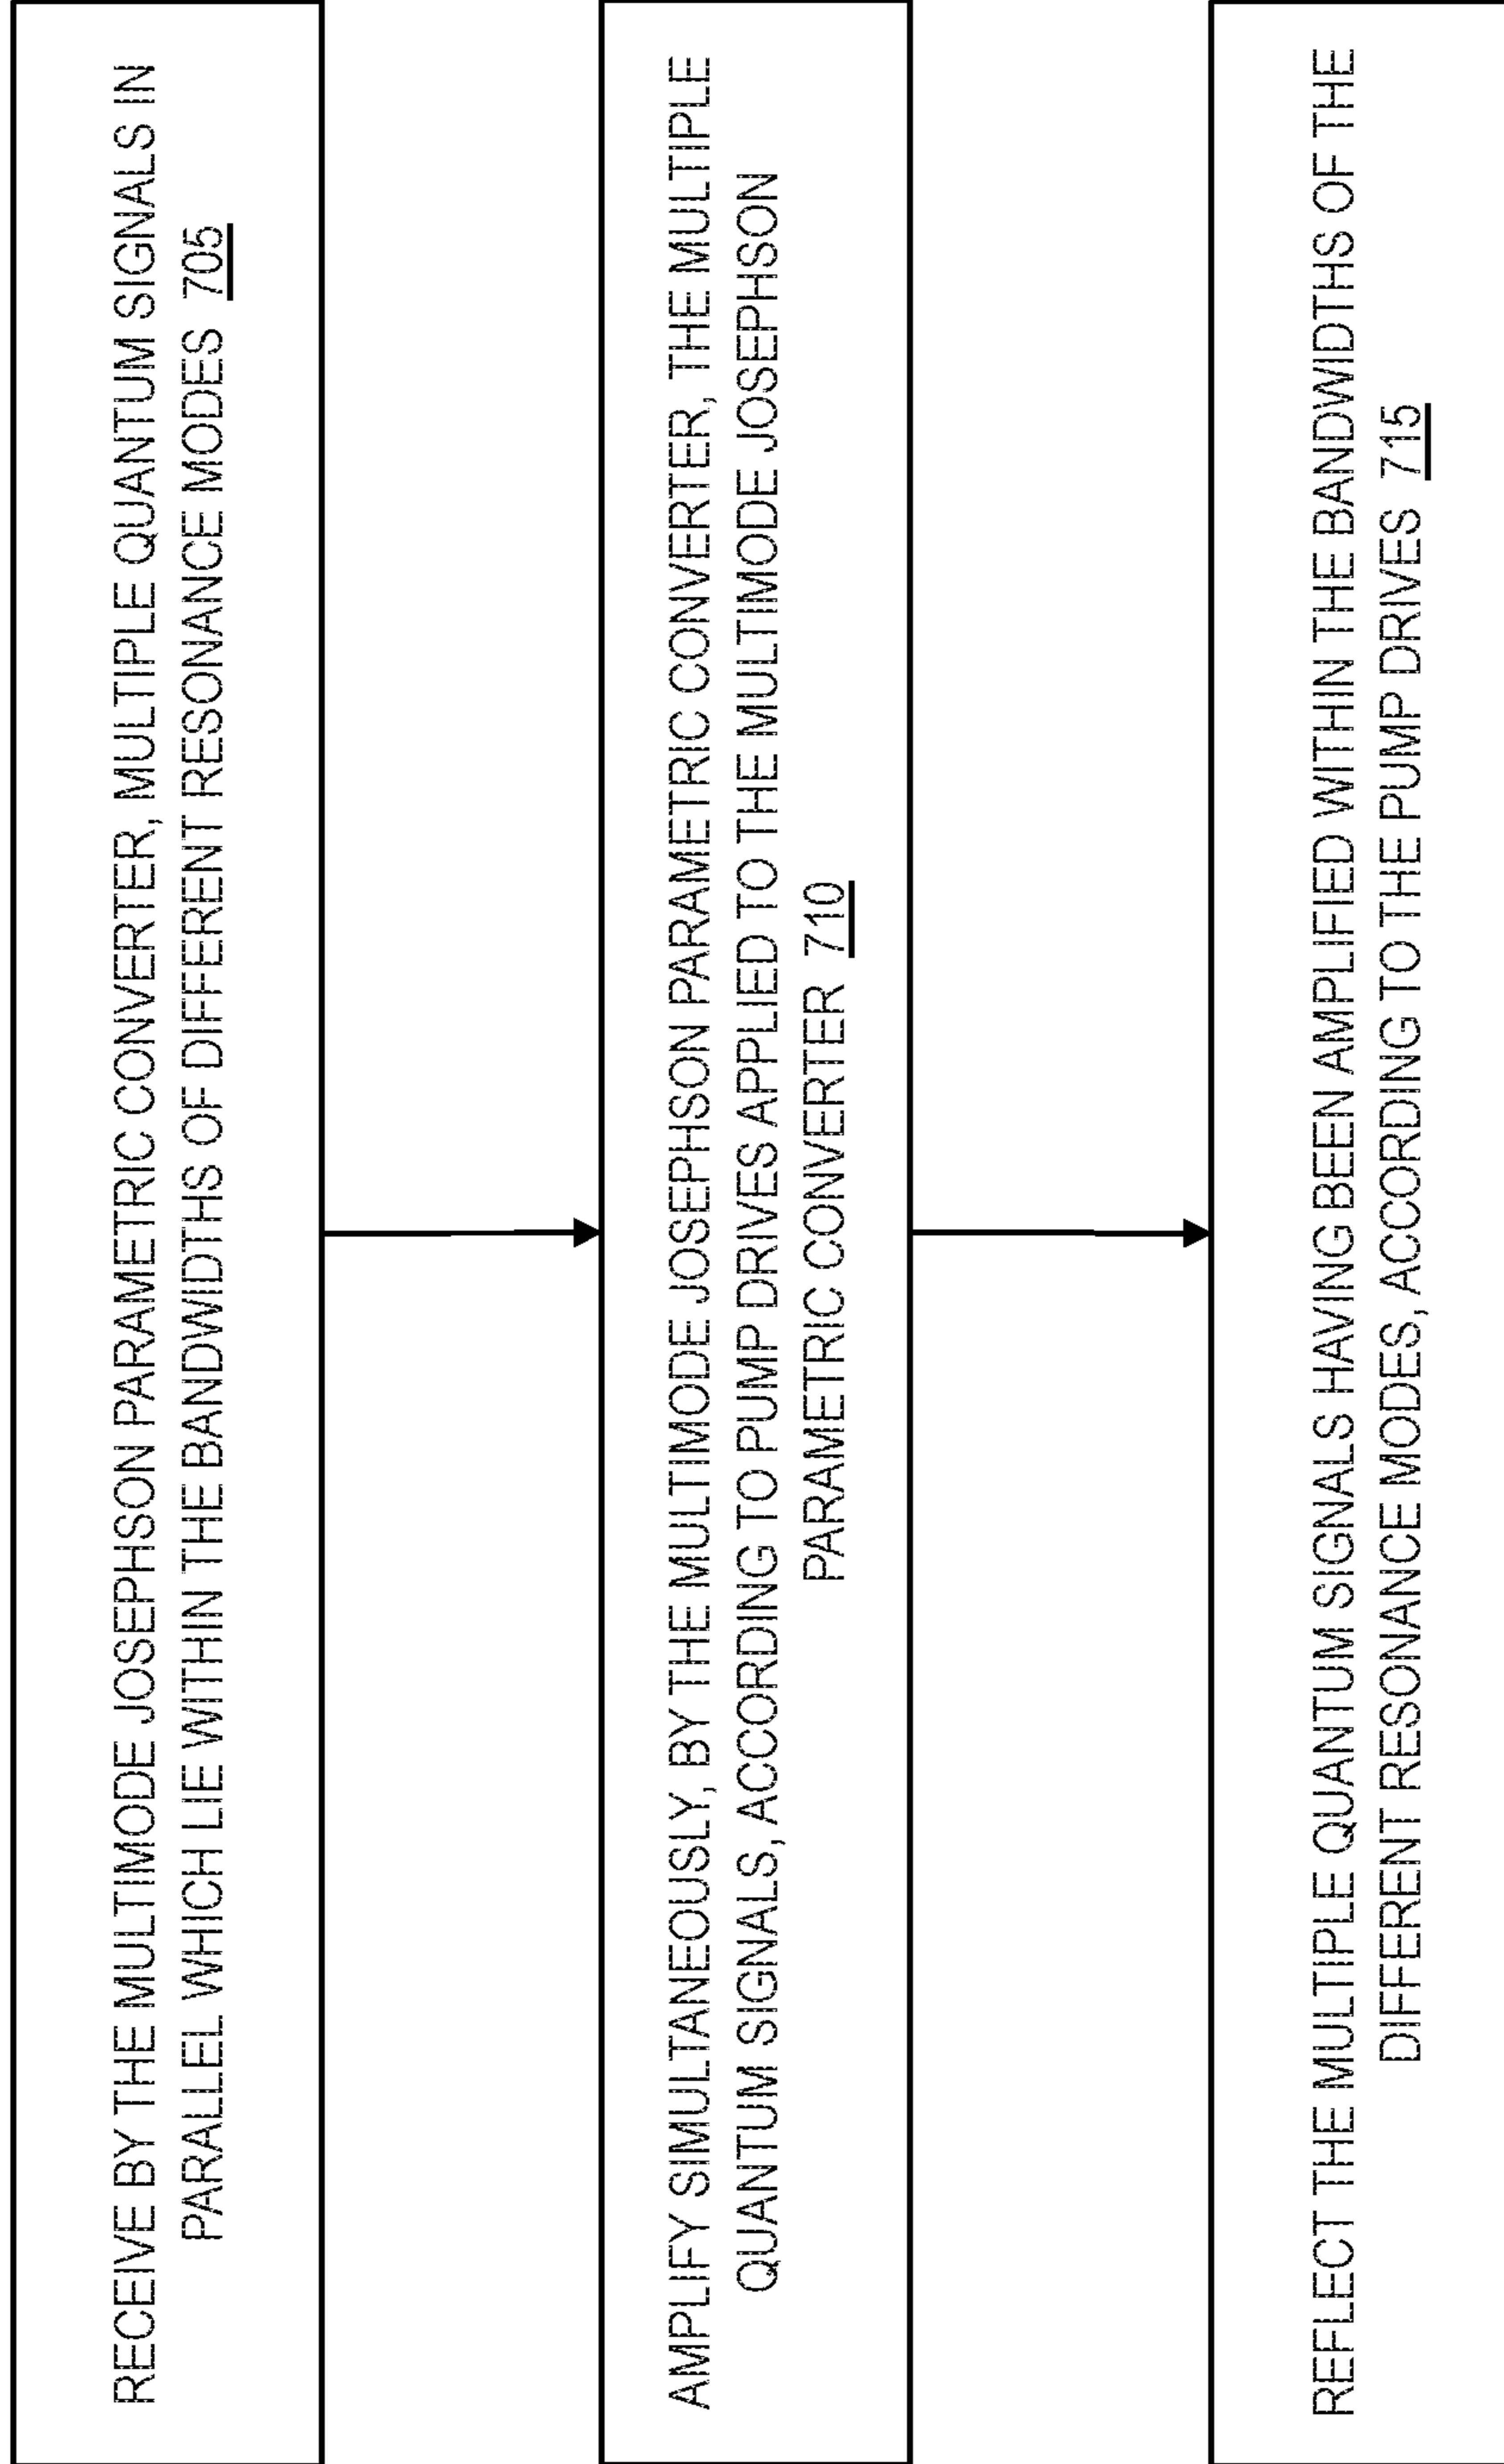 RECEIVE BY THE MULTIMODE JOSEPHSON PARAMETRIC CONVERTER, MULTIPLE QUANTUM SIGNALS IN
PARALLEL WHICH LIE WITHIN THE BANDWIDTHS OF DIFFERENT RESONANCE MODES 705
AMPLIFY SIMULTANEOUSLY, BY THE MULTIMODE JOSEPHSON PARAMETRIC CONVERTER, THE MULTIPLE
QUANTUM SIGNALS, ACCORDING TO PUMP DRIVES APPLIED TO THE MULTIMODE JOSEPHSON
PARAMETRIC CONVERTER 710
REFLECT THE MULTIPLE QUANTUM SIGNALS HAVING BEEN AMPLIFIED WITHIN THE BANDWIDTHS OF THE
DIFFERENT RESONANCE MODES, ACCORDING TO THE PUMP DRIVES 715